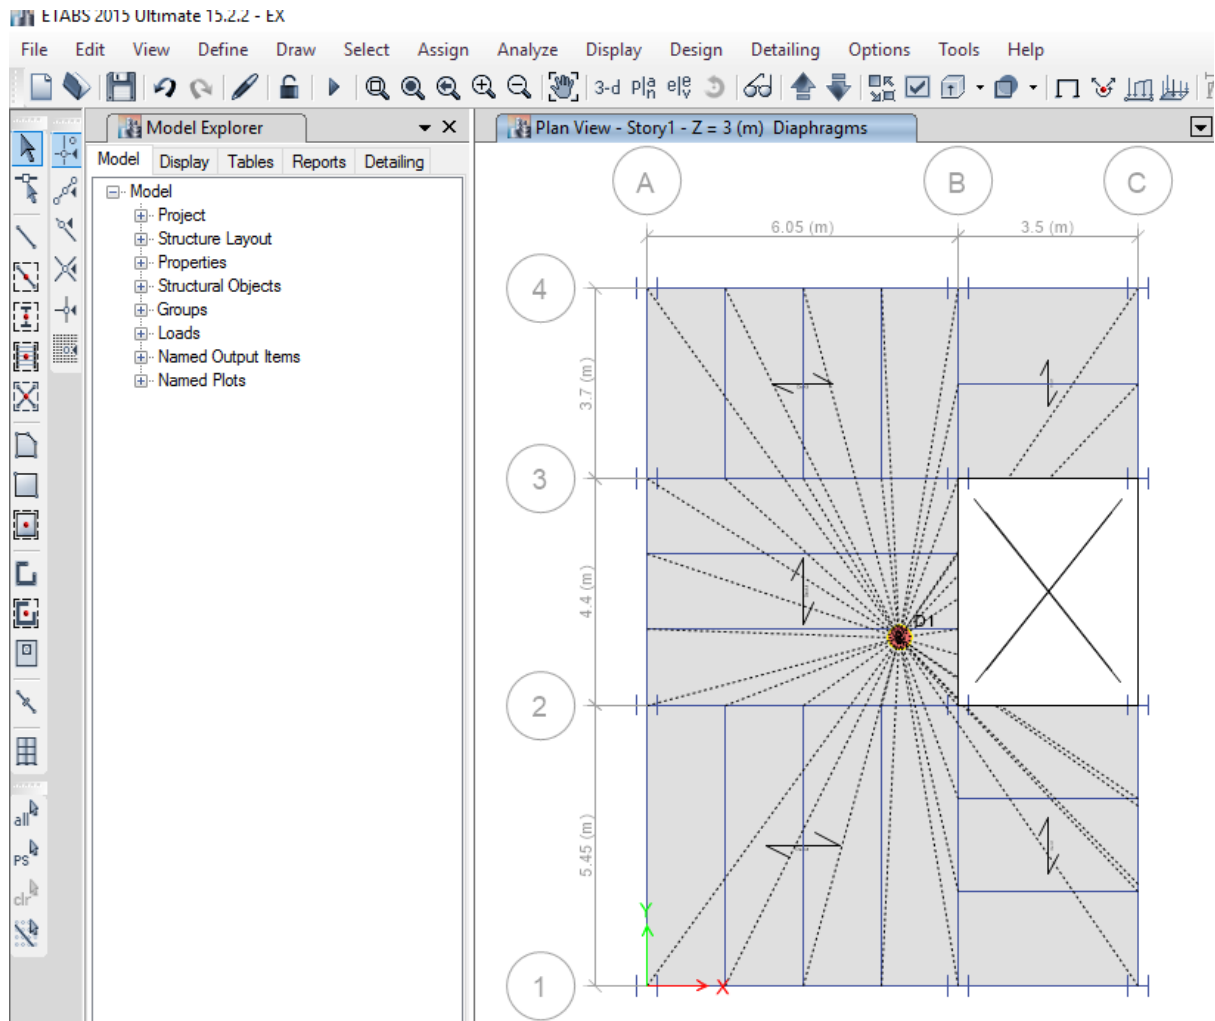 ETABS 2015 Ultimate 15.2.2 - EX
File Edit View Define Draw Select Assign Analyze Display Design Detailing Options Tools Help
3-d
Model Explorer
Plan View - Story1 - Z = 3 (m) Diaphragms
Model Display Tables Reports Detailing
Model
Project
Structure Layout
Properties
Structural Objects
Groups
Loads
Named Output Items
Named Plots
all
PS
clr
A B C
6.05 (m) 3.5 (m)
4
3.7 (m)
3
4.4 (m)
D1
2
5.45 (m)
Y
1
X